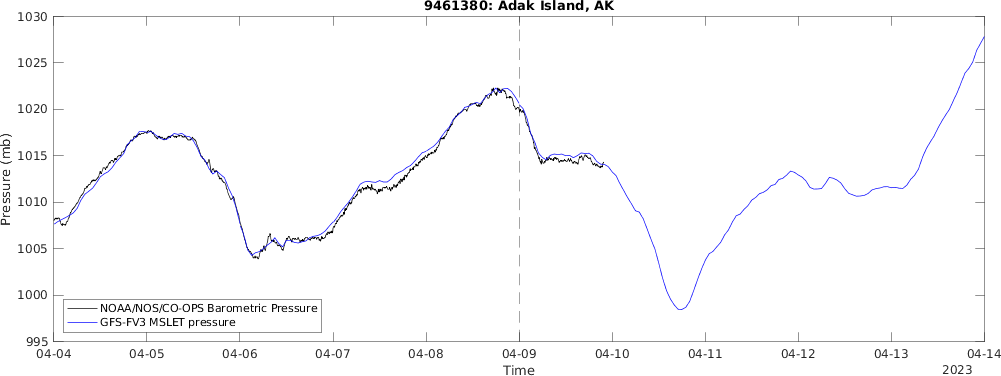 9461380: Adak Island, AK
1030
1025
1020
1015
1010
1005
1000
995
Pressure (mb)
NOAA/NOS/CO-OPS Barometric Pressure
GFS-FV3 MSLET pressure
04-04 04-05 04-06 04-07 04-08 04-09 04-10 04-11 04-12 04-13 04-14
Time
2023